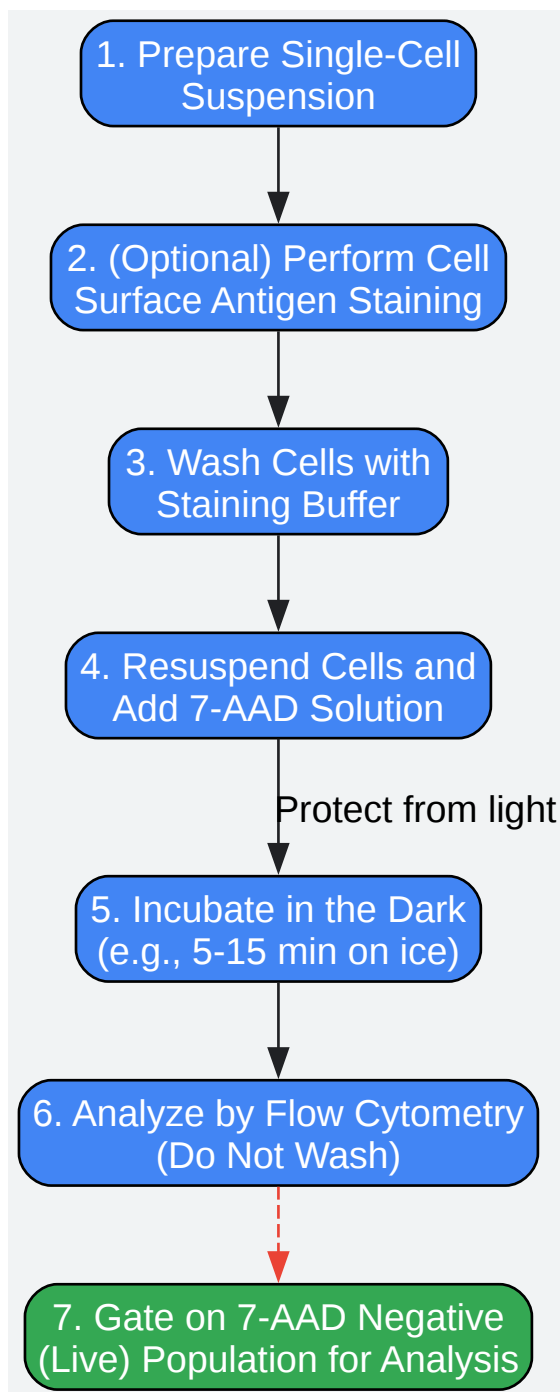 1. Prepare Single-Cell
Suspension
2. (Optional) Perform Cell
Surface Antigen Staining
3. Wash Cells with
Staining Buffer
4. Resuspend Cells and
Add 7-AAD Solution
Protect from light
5. Incubate in the Dark
(e.g., 5-15 min on ice)
6. Analyze by Flow Cytometry
(Do Not Wash)
7. Gate on 7-AAD Negative
(Live) Population for Analysis